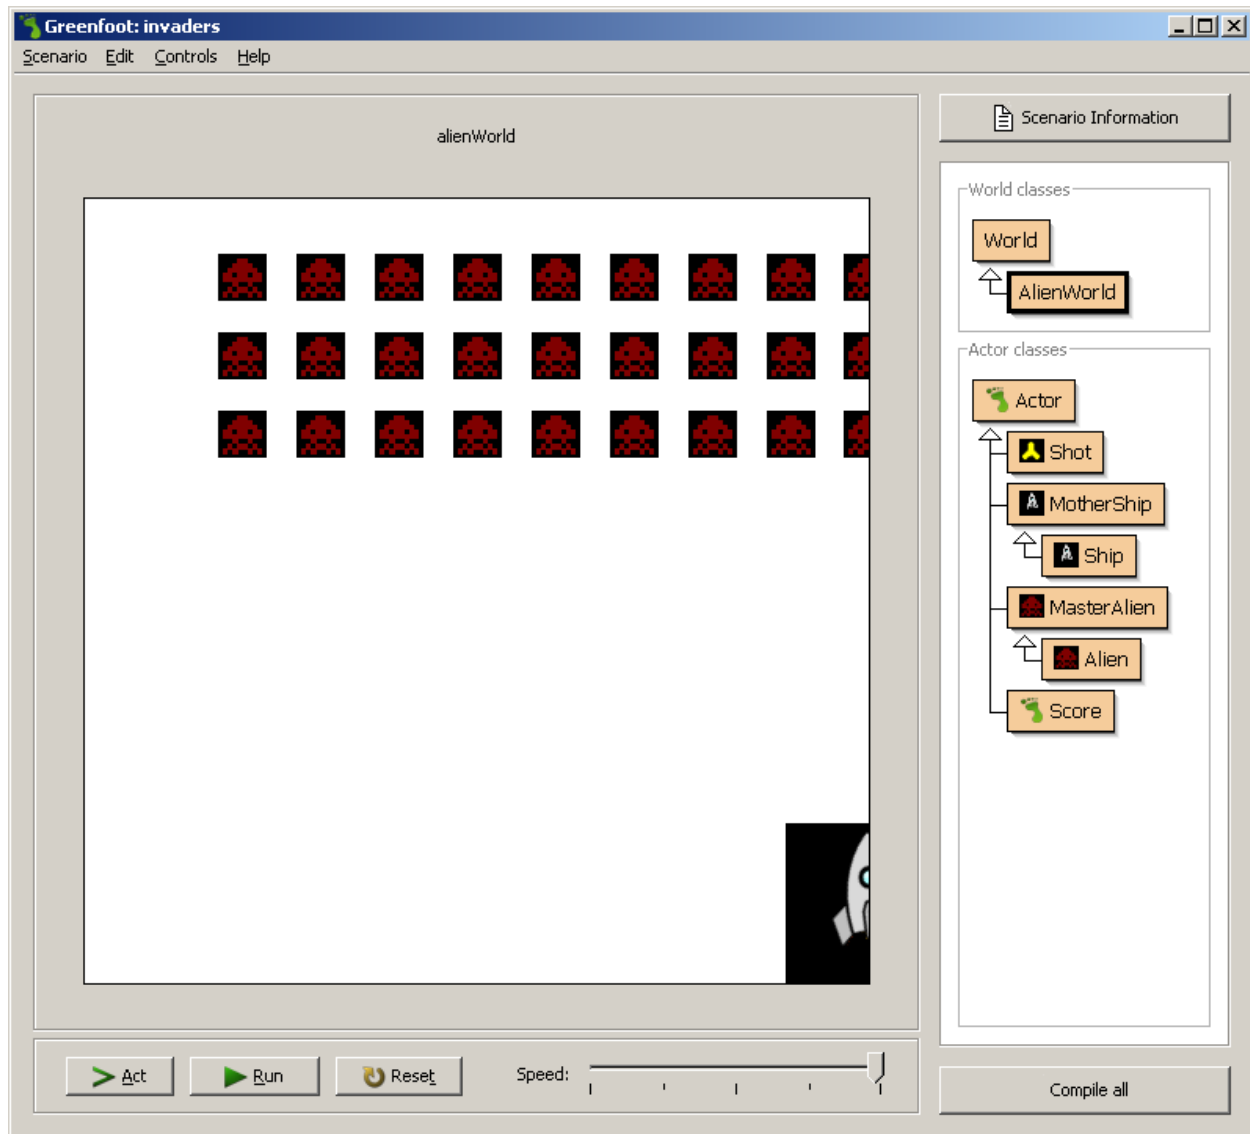 Greenfoot: invaders
Scenario Edit Controls Help
alienWorld
Scenario Information
World classes
World
AlienWorld
Actor classes
Actor
Shot
MotherShip
Ship
MasterAlien
Alien
Score
Act
Run
Reset
Speed:
Compile all